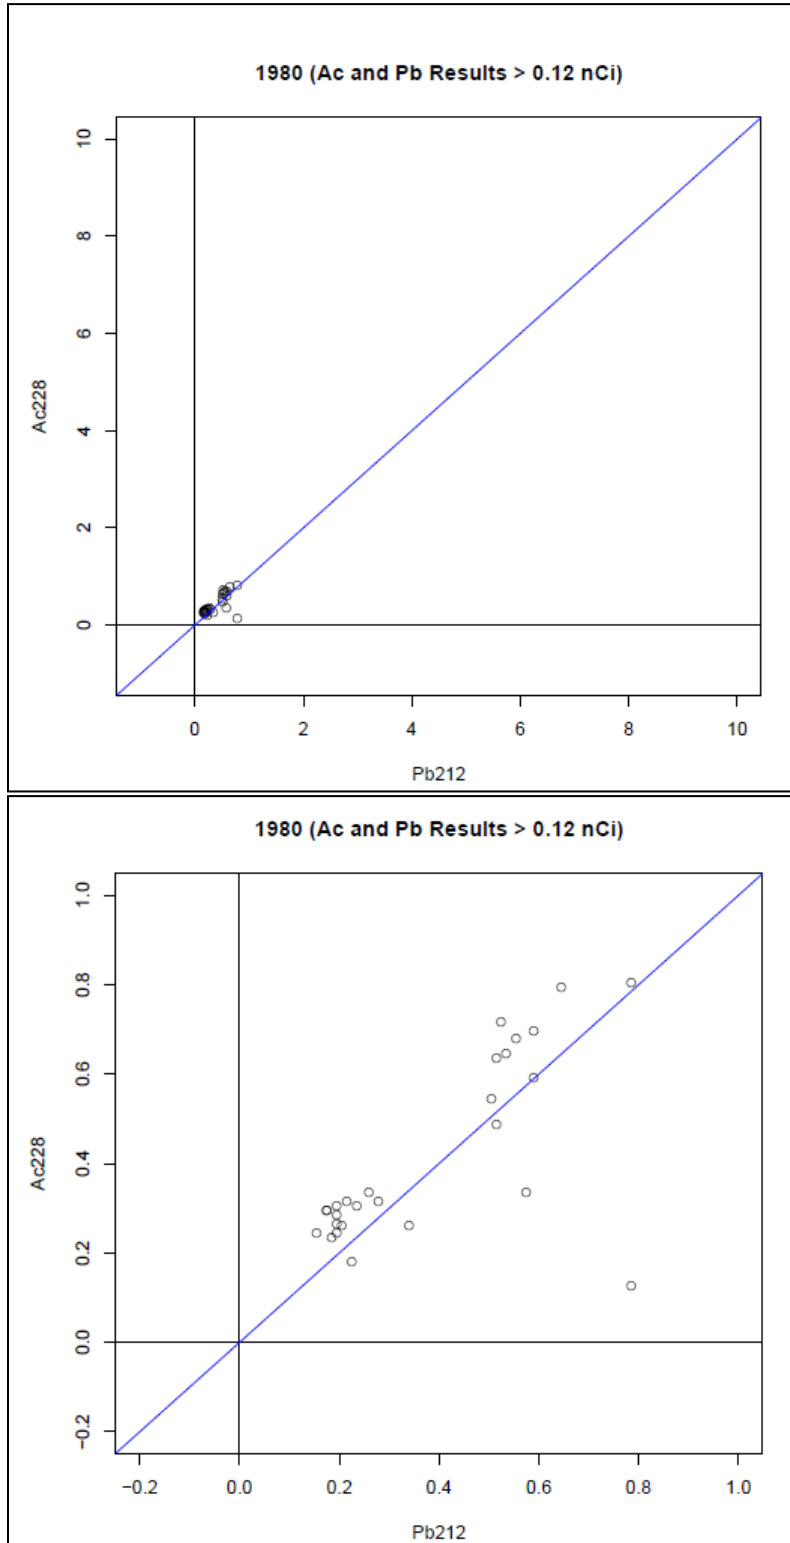 1980 (Ac and Pb Results > 0.12 nCi)
10
8
6
4
2
0
Ac228
0 2 4 6 8 10
Pb212
1980 (Ac and Pb Results > 0.12 nCi)
1.0
0.8
0.6
0.4
0.2
0.0
−0.2
Ac228
−0.2 0.0 0.2 0.4 0.6 0.8 1.0
Pb212